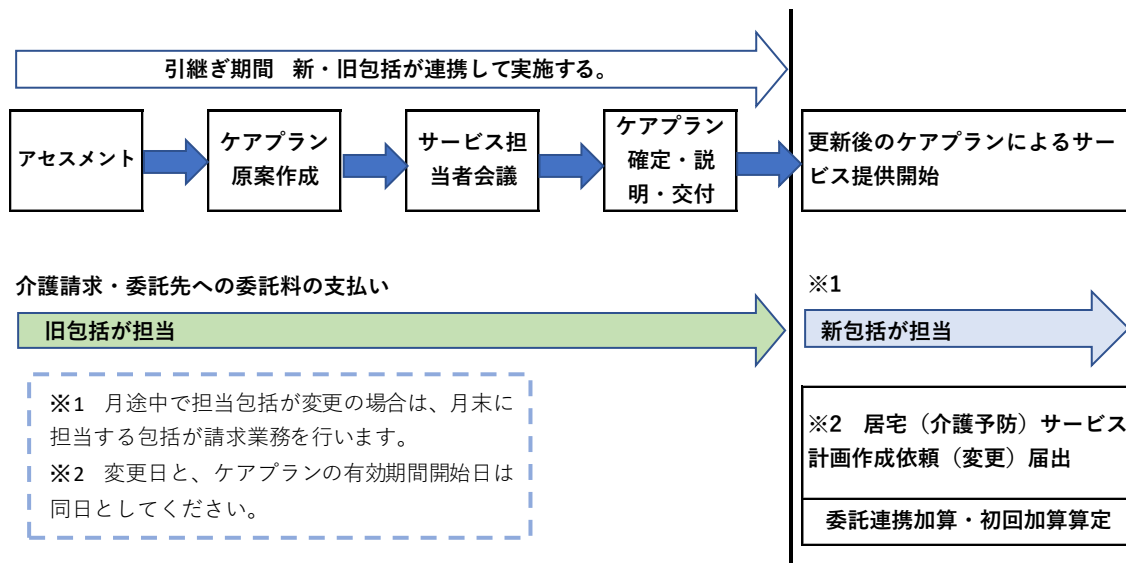 引継ぎ期間　新・旧包括が連携して実施する。
アセスメント
ケアプラン
原案作成
サービス担
当者会議
ケアプラン
確定・説
明・交付
更新後のケアプランによるサー
ビス提供開始
介護請求・委託先への委託料の支払い
※1
旧包括が担当
新包括が担当
※1　月途中で担当包括が変更の場合は、月末に
担当する包括が請求業務を行います。
※2　変更日と、ケアプランの有効期間開始日は
同日としてください。
※2　居宅（介護予防）サービス
計画作成依頼（変更）届出
委託連携加算・初回加算算定